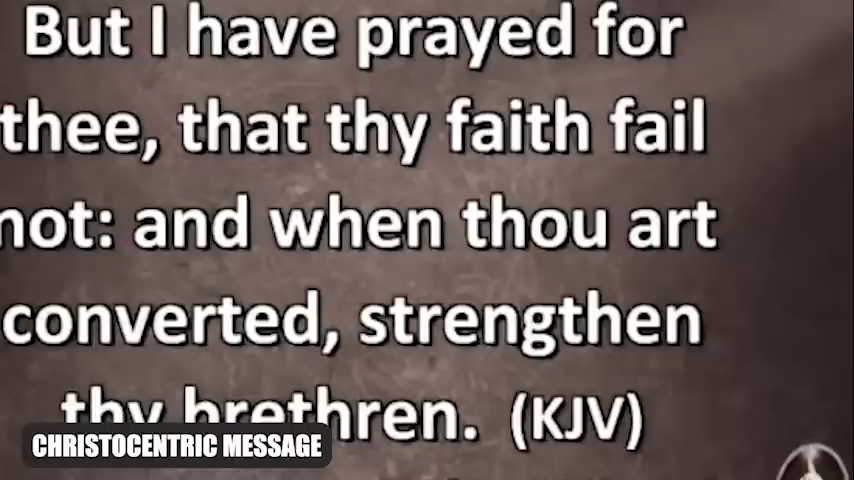 But I have prayed for
thee, that thy faith fail
not: and when thou art
converted, strengthen
thy brethren. (KJV)
CHRISTOCENTRIC MESSAGE